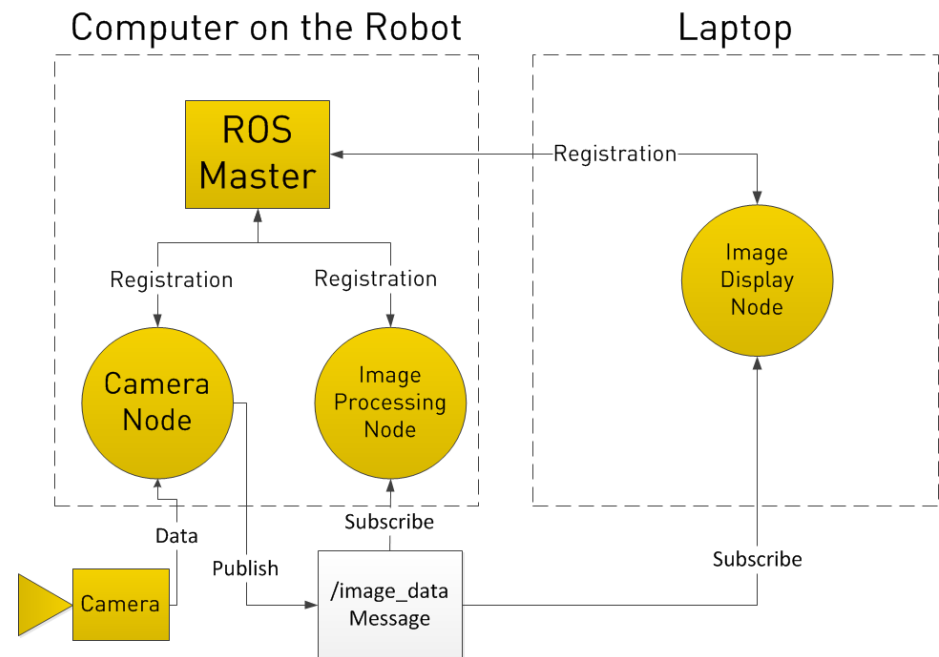 Computer on the Robot
Laptop
ROS
Master
Registration
Image
Display
Node
Registration
Registration
Camera
Node
Image
Processing
Node
Data
Publish
Subscribe
Subscribe
Camera
/image_data
Message